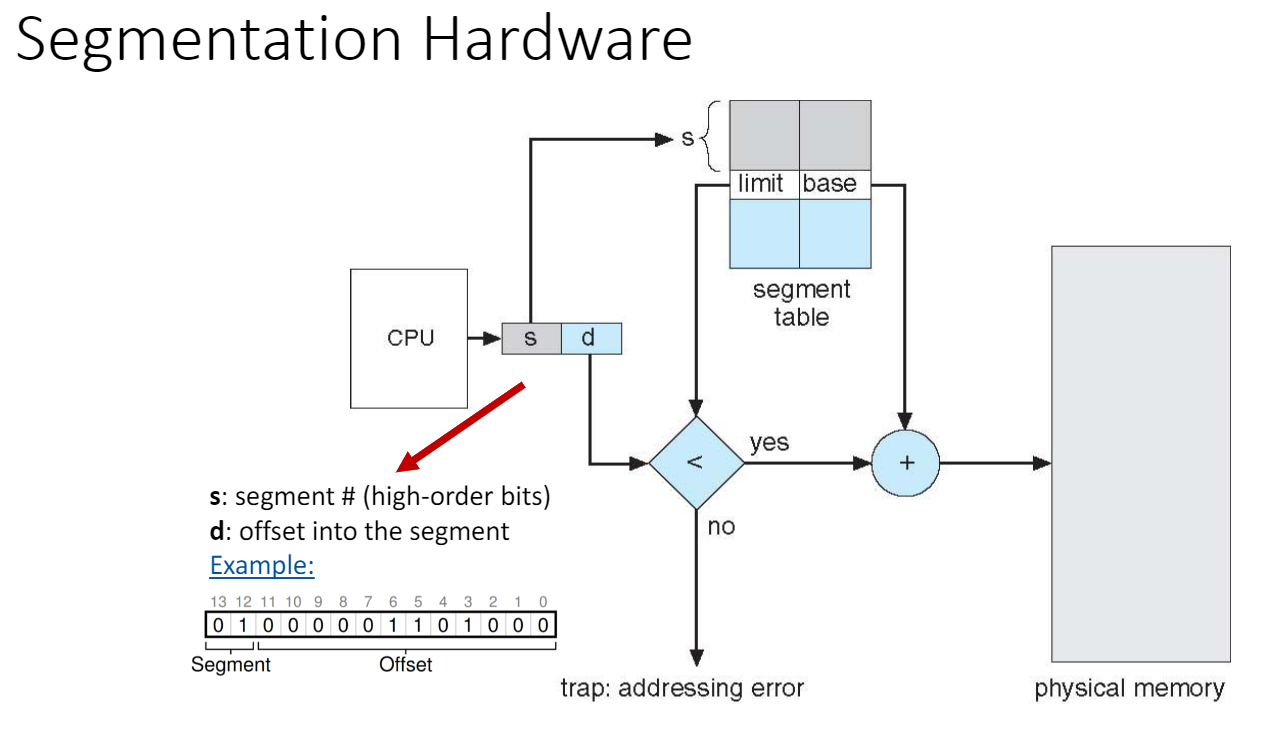 Segmentation Hardware
s
limit base
segment
table
CPU
s d
<
yes
+
no
s: segment # (high-order bits)
d: offset into the segment
Example:
13 12 11 10 9 8 7 6 5 4 3 2 1 0
0 1 0 0 0 0 0 1 1 0 1 0 0 0
Segment Offset
trap: addressing error
physical memory